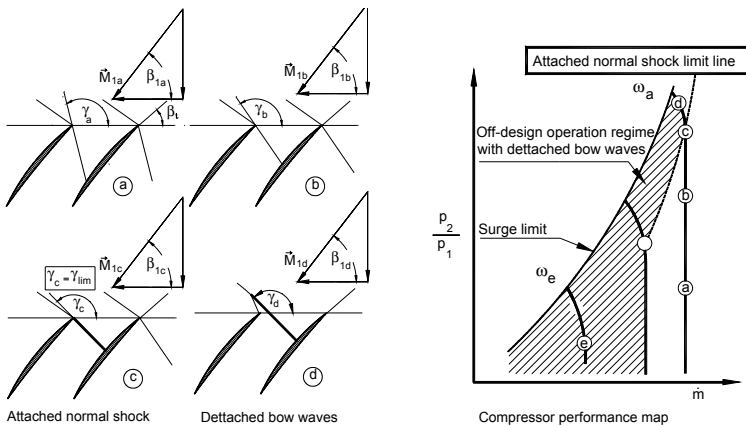 M⃗1a
β1a
γa
βt
a
M⃗1b
β1b
γb
b
M⃗1c
β1c
γc = γlim
γc
c
Attached normal shock
M⃗1d
β1d
γd
d
Dettached bow waves
Attached normal shock limit line
ωa
d
c
Off-design operation regime
with dettached bow waves
b
p2
p1
Surge limit
ωe
a
e
ṁ
Compressor performance map